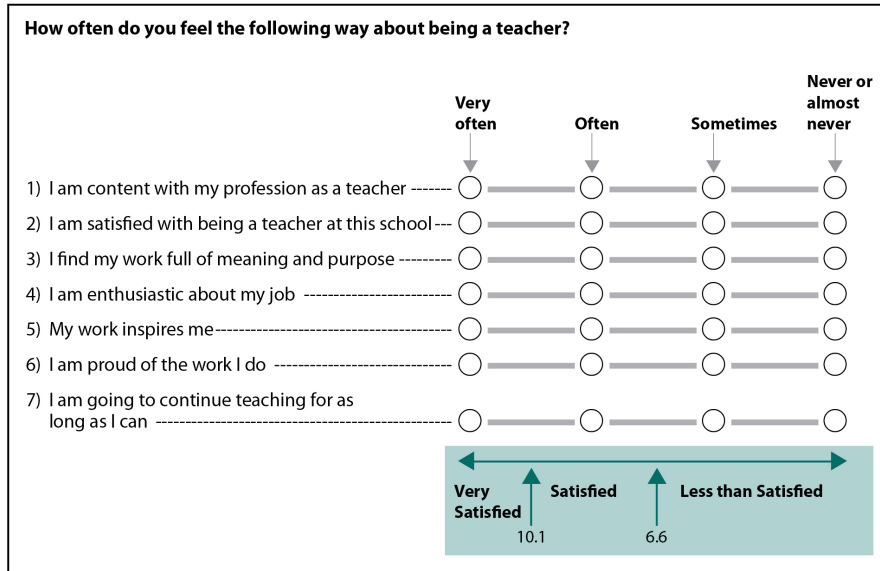 How often do you feel the following way about being a teacher?
Never or
Very almost
often Often Sometimes never
1) I am content with my profession as a teacher -------
2) I am satisfied with being a teacher at this school ---
3) I find my work full of meaning and purpose ---------
4) I am enthusiastic about my job -------------------------
5) My work inspires me----------------------------------------
6) I am proud of the work I do ------------------------------
7) I am going to continue teaching for as
long as I can --------------------------------------------------
Very Satisfied Less than Satisfied
Satisfied
10.1 6.6